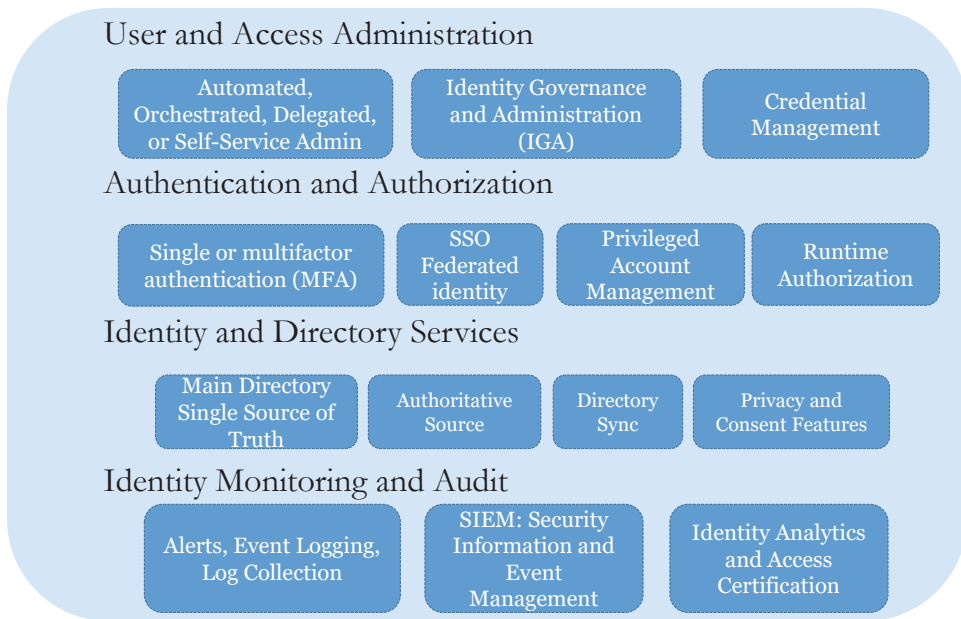 User and Access Administration
Automated,
Orchestrated, Delegated,
or Self-Service Admin
Identity Governance
and Administration
(IGA)
Credential
Management
Authentication and Authorization
Single or multifactor
authentication (MFA)
SSO
Federated
identity
Privileged
Account
Management
Runtime
Authorization
Identity and Directory Services
Main Directory
Single Source of
Truth
Authoritative
Source
Directory
Sync
Privacy and
Consent Features
Identity Monitoring and Audit
Alerts, Event Logging,
Log Collection
SIEM: Security
Information and
Event
Management
Identity Analytics
and Access
Certification